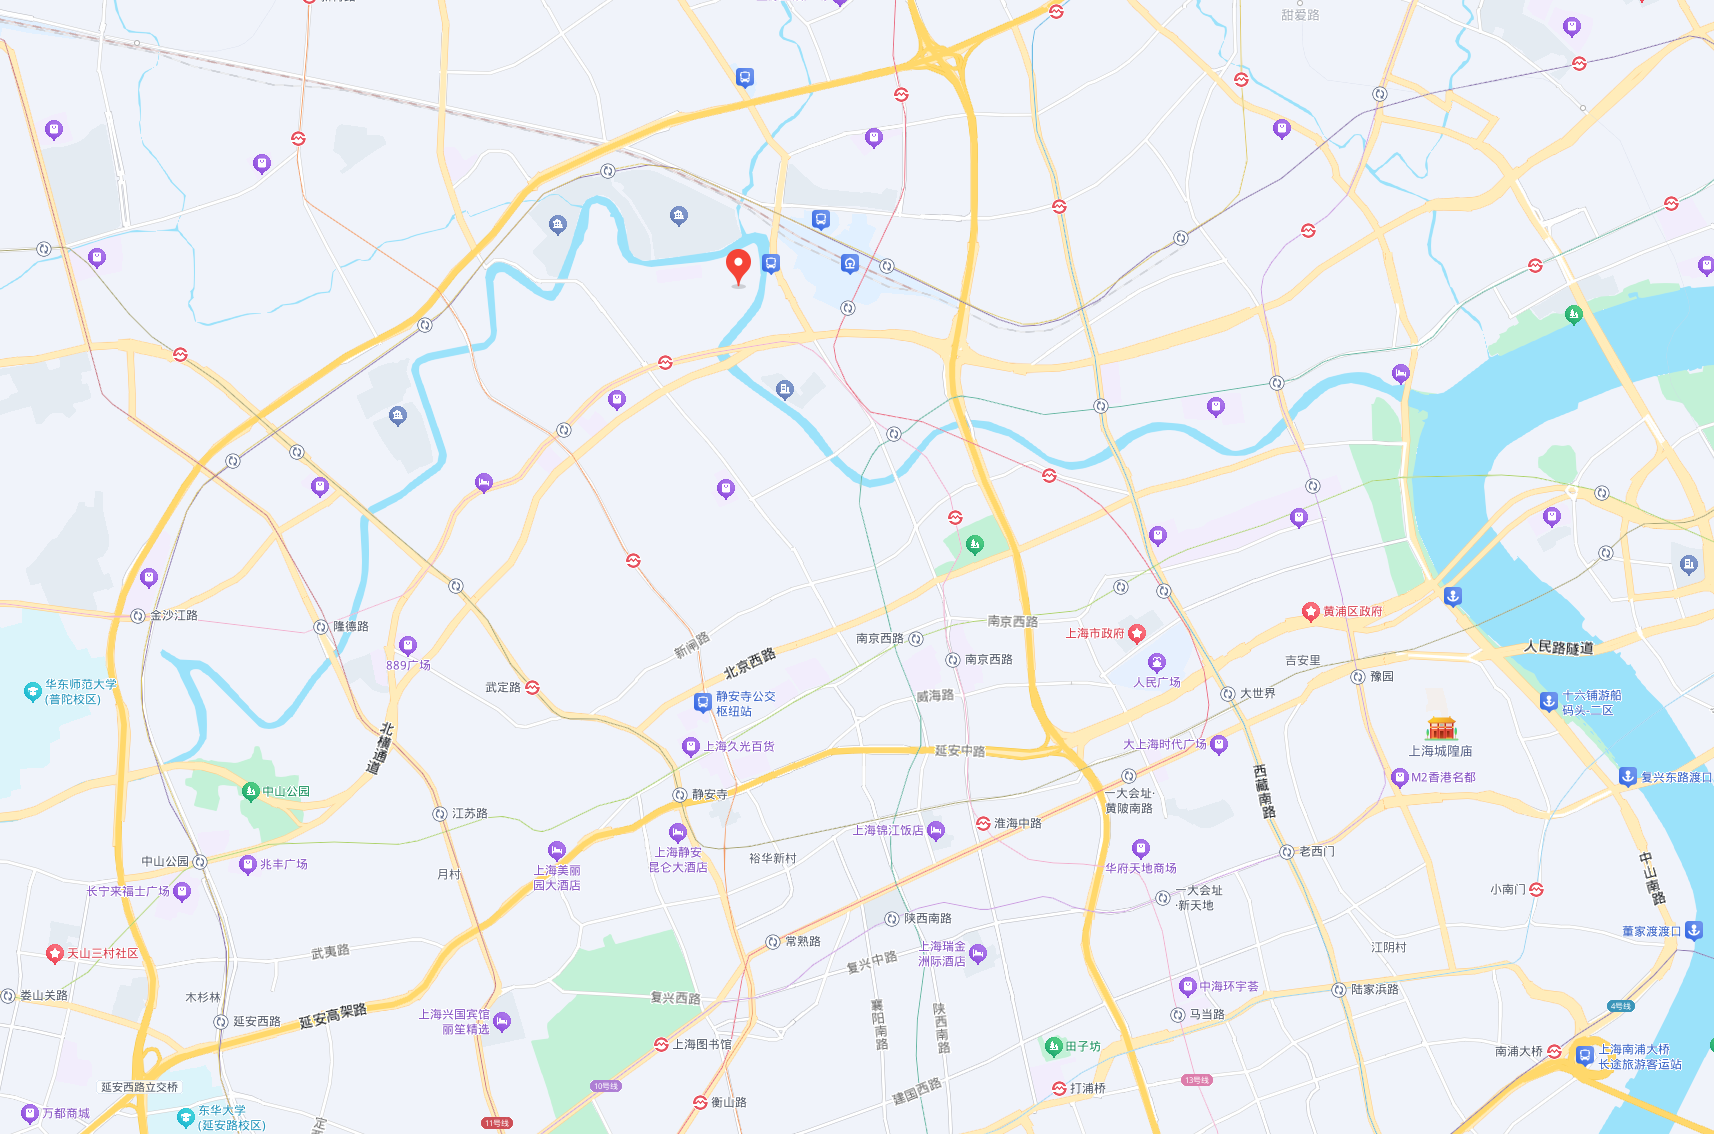 甜爱路
金沙江路
隆德路
889广场
华东师范大学
(普陀校区)
武定路
新闸路
北京西路
南京西路
南京西路
南京西路
上海市政府
黄浦区政府
人民路隧道
吉安里
豫园
人民广场
大世界
威海路
静安寺公交
枢纽站
十六铺游船
码头-二区
北横通道
上海久光百货
延安中路
大上海时代广场
上海城隍庙
M2香港名都
复兴东路渡口
西藏南路
中山公园
江苏路
静安寺
一大会址·
黄陂南路
淮海中路
上海锦江饭店
上海静安
昆仑大酒店
上海美丽
园大酒店
裕华新村
中山公园
兆丰广场
月村
长宁来福士广场
华府天地商场
老西门
中山南路
小南门
一大会址
·新天地
陕西南路
董家渡渡口
天山三村社区
武夷路
常熟路
上海瑞金
洲际酒店
复兴中路
江阴村
娄山关路
木杉林
复兴西路
中海环宇荟
陆家浜路
4号线
延安西路
延安高架路
上海兴国宾馆
丽笙精选
襄阳南路
陕西南路
马当路
上海图书馆
田子坊
南浦大桥
上海南浦大桥
长途旅游客运站
延安西路立交桥
10号线
13号线
打浦桥
建国西路
衡山路
万都商城
东华大学
(延安路校区)
11号线